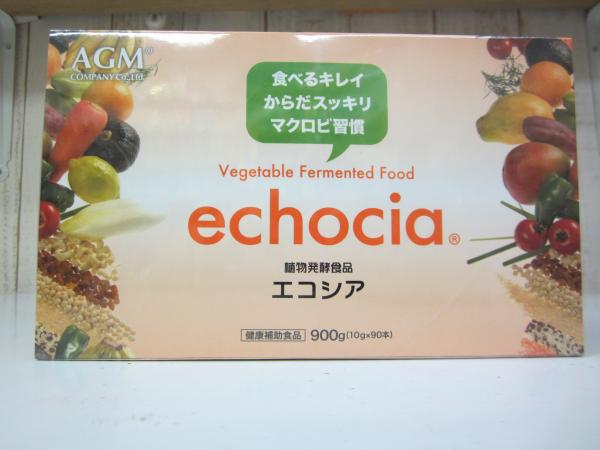 AGM®
COMPANY Co.,Ltd.
食べるキレイ
からだスッキリ
マクロビ習慣
Vegetable Fermented Food
echocia®
植物発酵食品
エコシア
健康補助食品 900g(10g×90本)